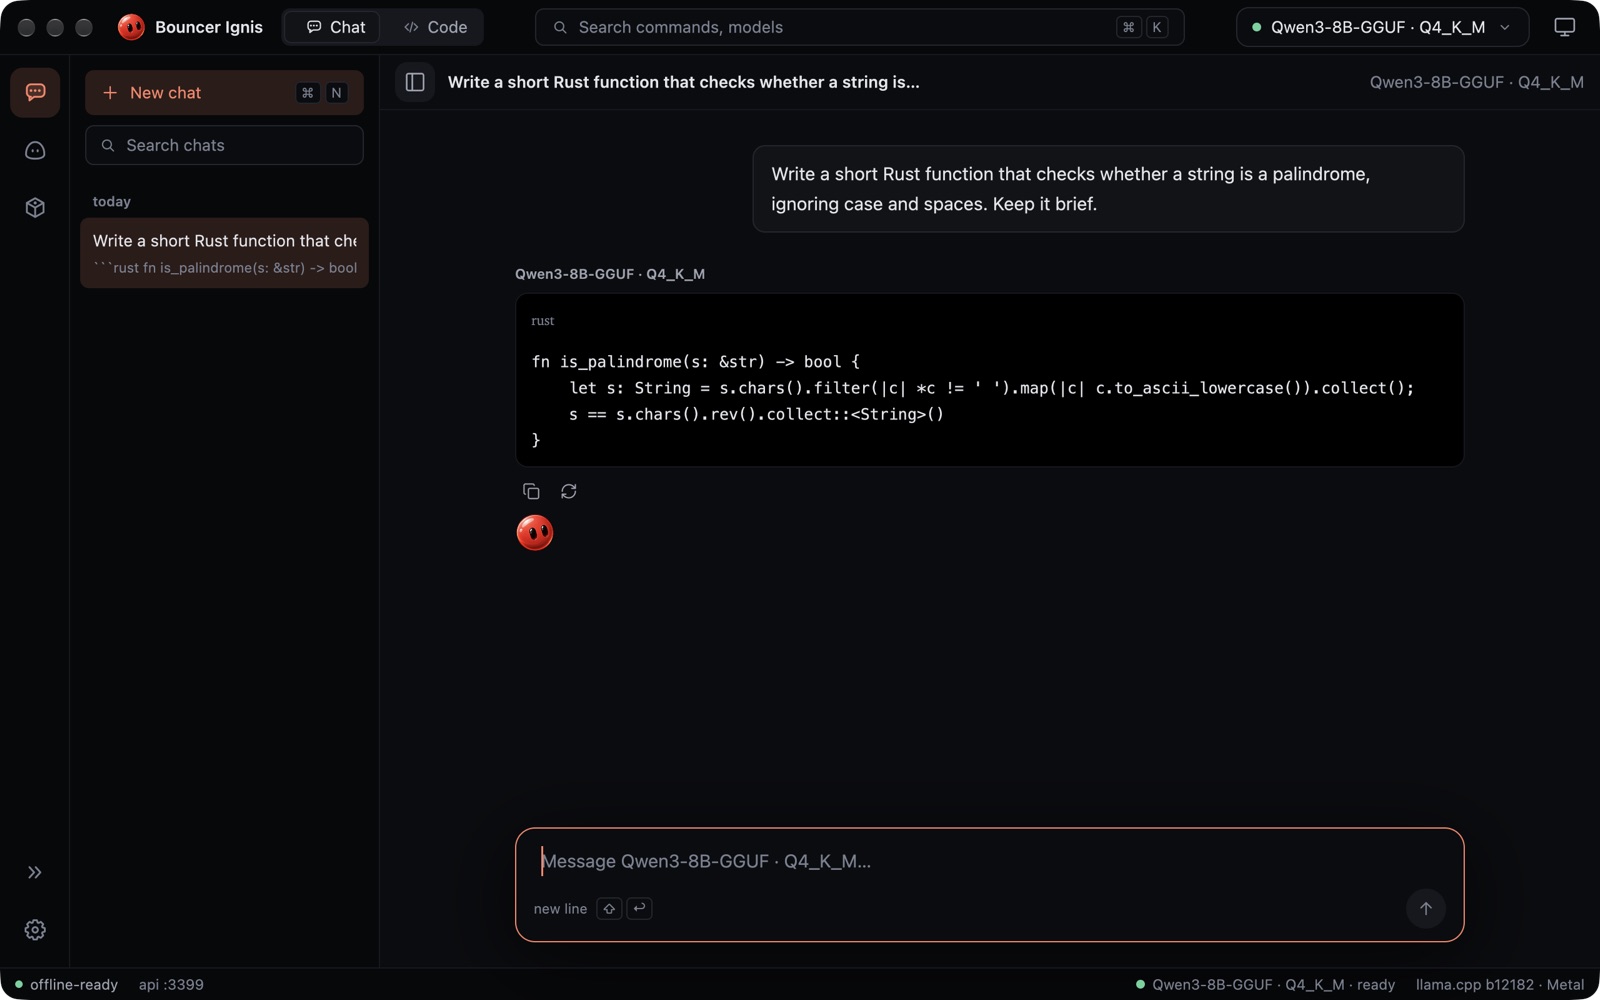 Bouncer Ignis
Chat
Code
Search commands, models
⌘ K
Qwen3-8B-GGUF · Q4_K_M
New chat
⌘ N
Search chats
today
Write a short Rust function that che
```rust fn is_palindrome(s: &str) -> bool
Write a short Rust function that checks whether a string is...
Qwen3-8B-GGUF · Q4_K_M
Write a short Rust function that checks whether a string is a palindrome,
ignoring case and spaces. Keep it brief.
Qwen3-8B-GGUF · Q4_K_M
rust
fn is_palindrome(s: &str) -> bool {
    let s: String = s.chars().filter(|c| *c != ' ').map(|c| c.to_ascii_lowercase()).collect();
    s == s.chars().rev().collect::<String>()
}
Message Qwen3-8B-GGUF · Q4_K_M...
new line
offline-ready
api :3399
Qwen3-8B-GGUF · Q4_K_M · ready
llama.cpp b12182 · Metal